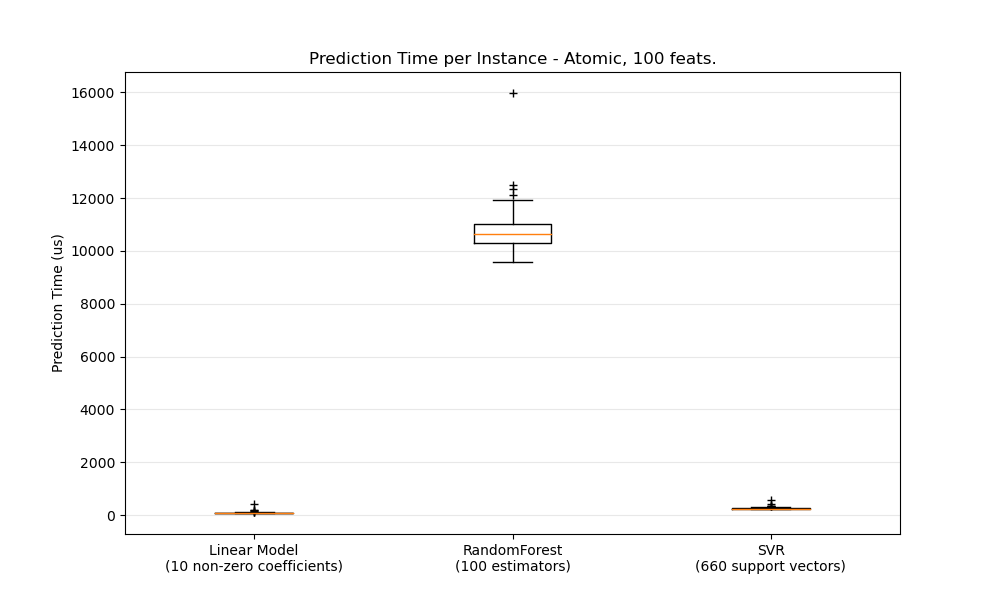 Prediction Time per Instance - Atomic, 100 feats.
Prediction Time (us)
16000
14000
12000
10000
8000
6000
4000
2000
0
Linear Model
(10 non-zero coefficients)
RandomForest
(100 estimators)
SVR
(660 support vectors)